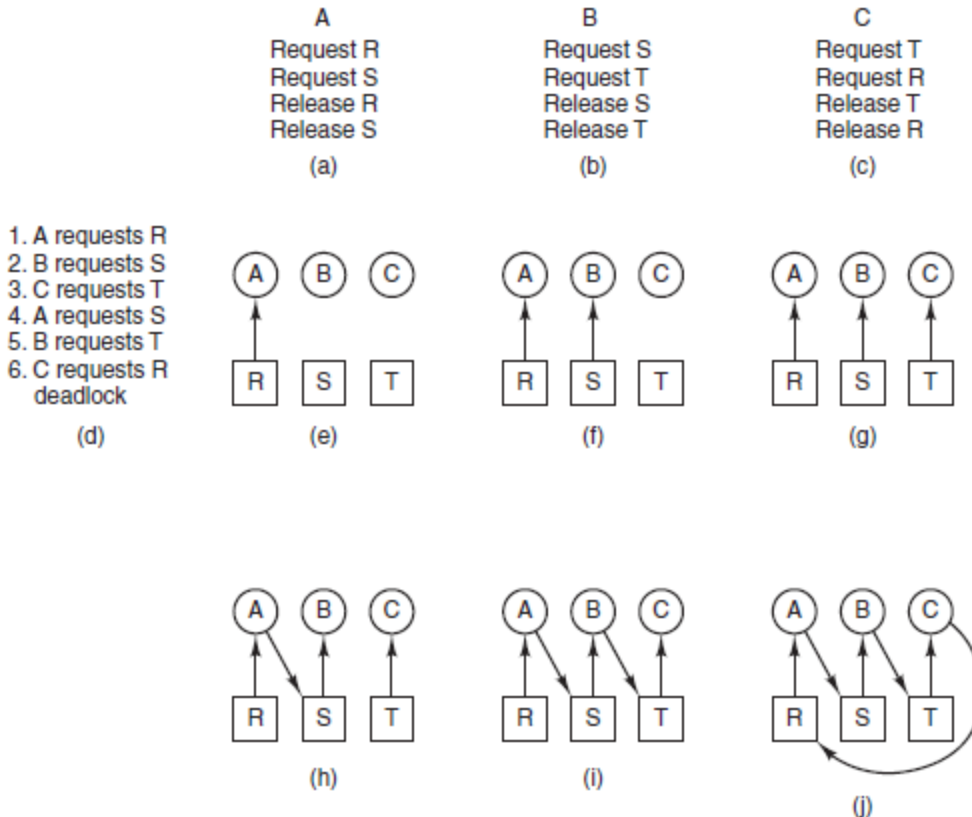 A
Request R
Request S
Release R
Release S
(a)
B
Request S
Request T
Release S
Release T
(b)
C
Request T
Request R
Release T
Release R
(c)
1. A requests R
2. B requests S
3. C requests T
4. A requests S
5. B requests T
6. C requests R
deadlock
(d)
A B C
R S T
(e)
A B C
R S T
(f)
A B C
R S T
(g)
A B C
R S T
(h)
A B C
R S T
(i)
A B C
R S T
(j)